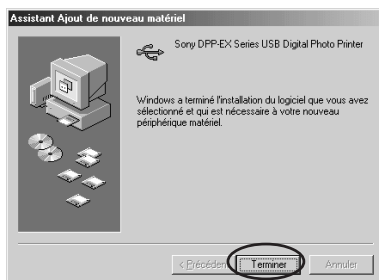 Assistant Ajout de nouveau matériel
Sony DPP-EX Series USB Digital Photo Printer
Windows a terminé l'installation du logiciel que vous avez
sélectionné et qui est nécessaire à votre nouveau
périphérique matériel.
< Précédent
Terminer
Annuler